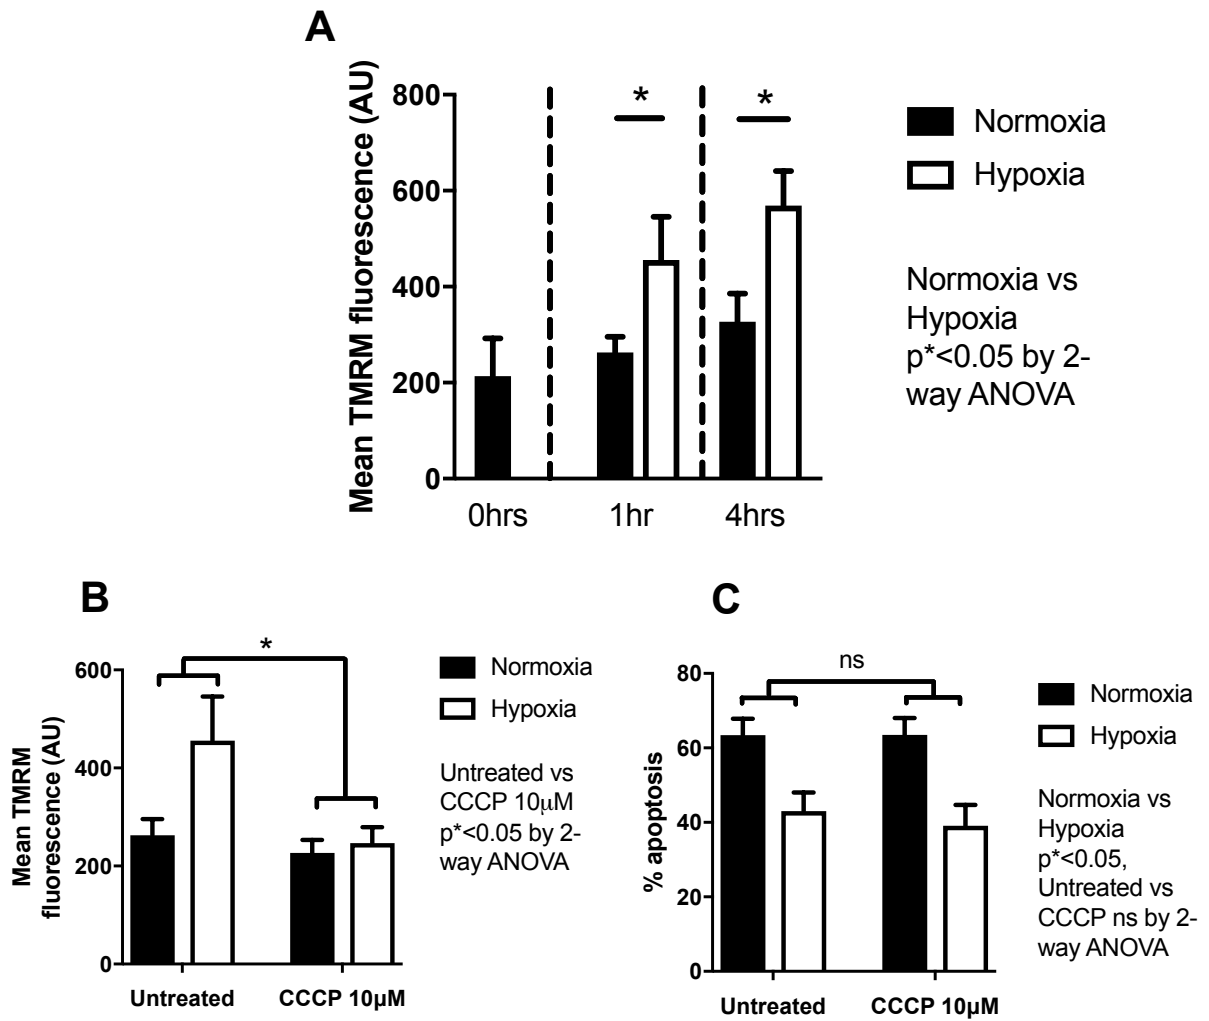 A
Mean TMRM fluorescence (AU)
800
600
400
200
0
*
*
0hrs
1hr
4hrs
Normoxia
Hypoxia
Normoxia vs
Hypoxia
p*<0.05 by 2-
way ANOVA
B
Mean TMRM
fluorescence (AU)
600
400
200
0
*
Untreated
CCCP 10µM
Normoxia
Hypoxia
Untreated vs
CCCP 10µM
p*<0.05 by 2-
way ANOVA
C
% apoptosis
80
60
40
20
0
ns
Untreated
CCCP 10µM
Normoxia
Hypoxia
Normoxia vs
Hypoxia
p*<0.05,
Untreated vs
CCCP ns by 2-
way ANOVA